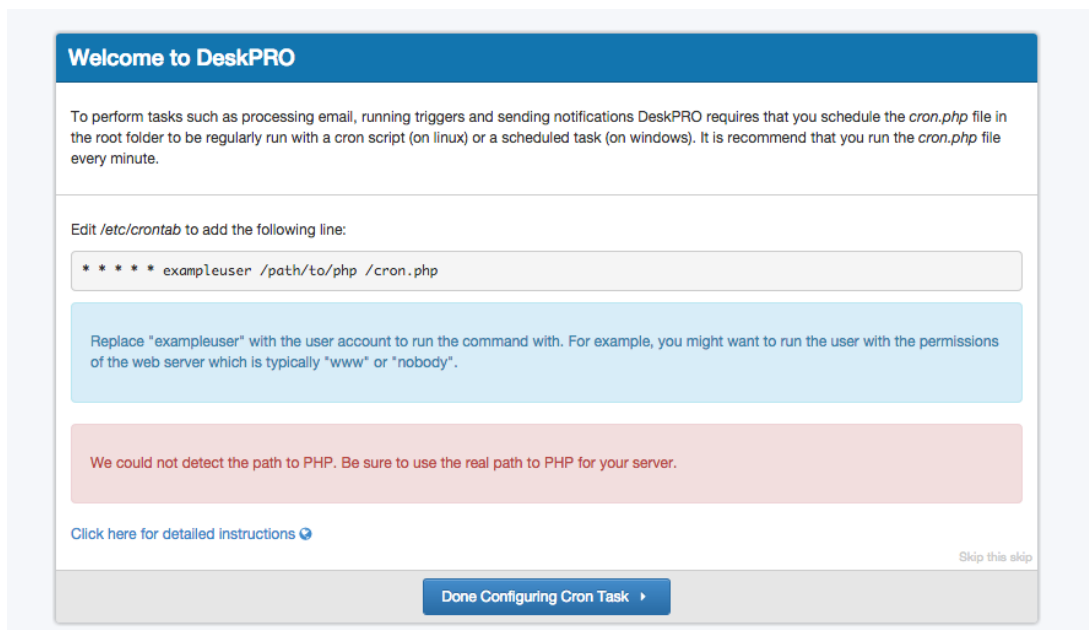 Welcome to DeskPRO
To perform tasks such as processing email, running triggers and sending notifications DeskPRO requires that you schedule the cron.php file in
the root folder to be regularly run with a cron script (on linux) or a scheduled task (on windows). It is recommend that you run the cron.php file
every minute.
Edit /etc/crontab to add the following line:
* * * * * exampleuser /path/to/php /cron.php
Replace "exampleuser" with the user account to run the command with. For example, you might want to run the user with the permissions
of the web server which is typically "www" or "nobody".
We could not detect the path to PHP. Be sure to use the real path to PHP for your server.
Click here for detailed instructions
Skip this skip
Done Configuring Cron Task